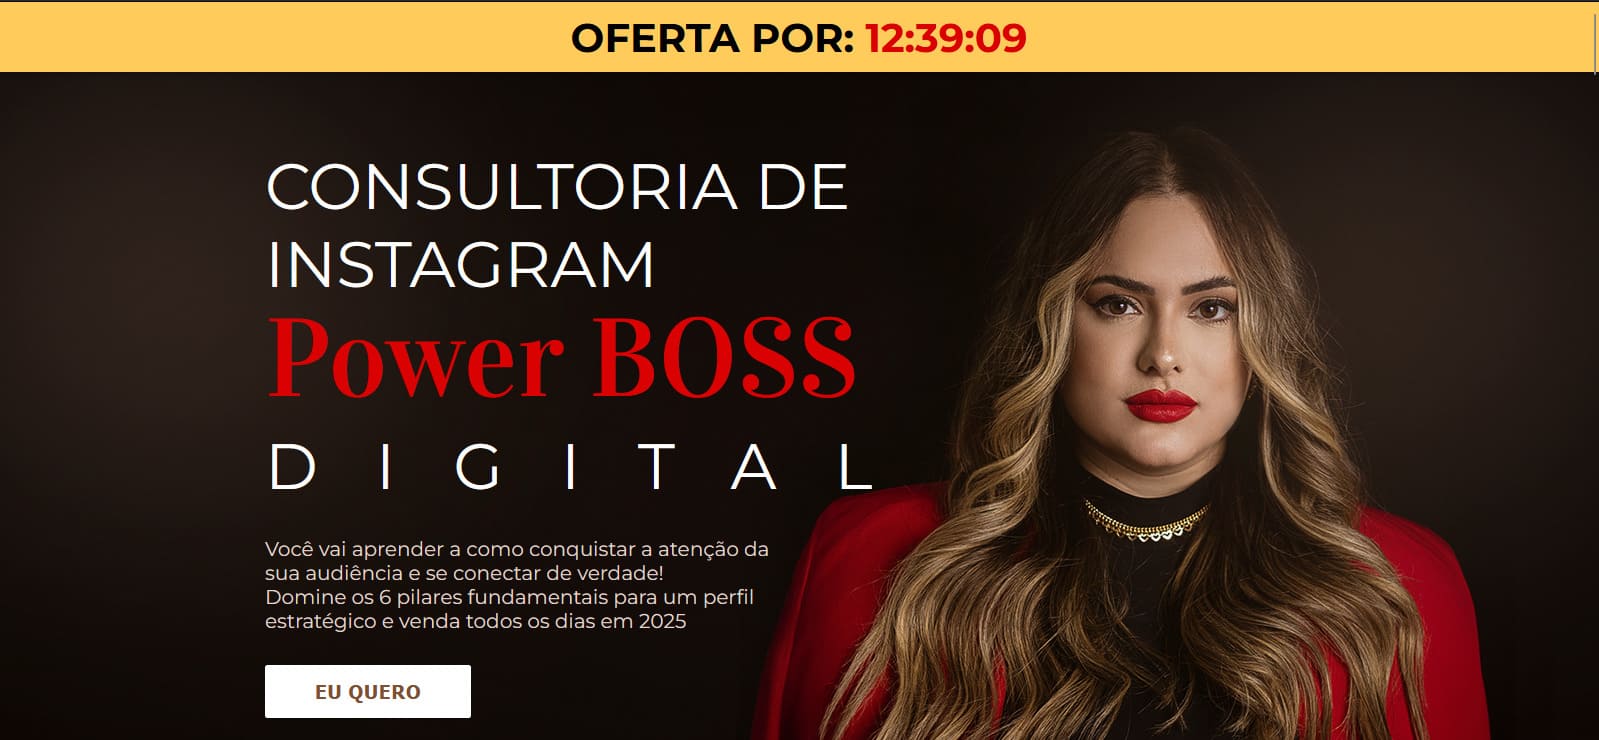 OFERTA POR: 12:39:09
CONSULTORIA DE
INSTAGRAM
Power BOSS
DIGITAL
Você vai aprender a como conquistar a atenção da
sua audiência e se conectar de verdade!
Domine os 6 pilares fundamentais para um perfil
estratégico e venda todos os dias em 2025
EU QUERO